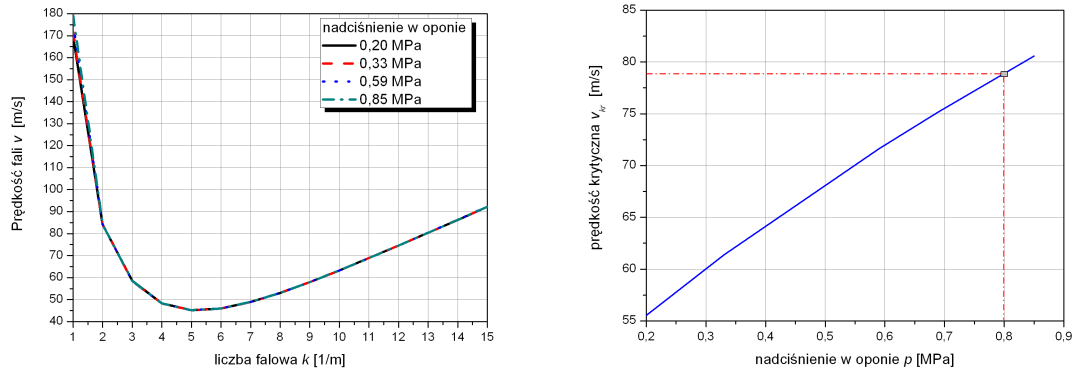 nadciśnienie w oponie
0,20 MPa
0,33 MPa
0,59 MPa
0,85 MPa
Prędkość fali v [m/s]
180
170
160
150
140
130
120
110
100
90
80
70
60
50
40
1 2 3 4 5 6 7 8 9 10 11 12 13 14 15
liczba falowa k [1/m]
prędkość krytyczna v kr [m/s]
85
80
75
70
65
60
55
0,2 0,3 0,4 0,5 0,6 0,7 0,8 0,9
nadciśnienie w oponie p [MPa]